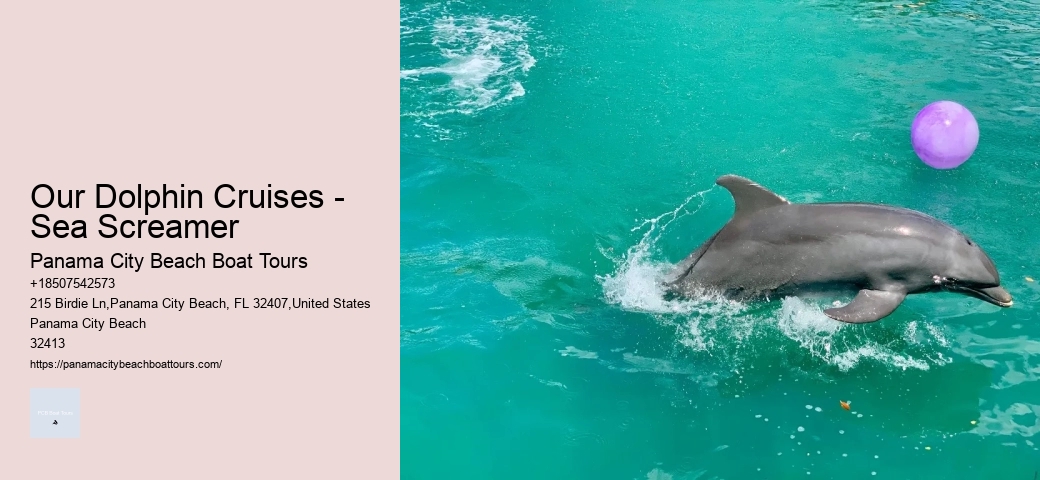 Our Dolphin Cruises -
Sea Screamer
Panama City Beach Boat Tours
+18507542573
215 Birdie Ln,Panama City Beach, FL 32407,United States
Panama City Beach
32413
https://panamacitybeachboattours.com/